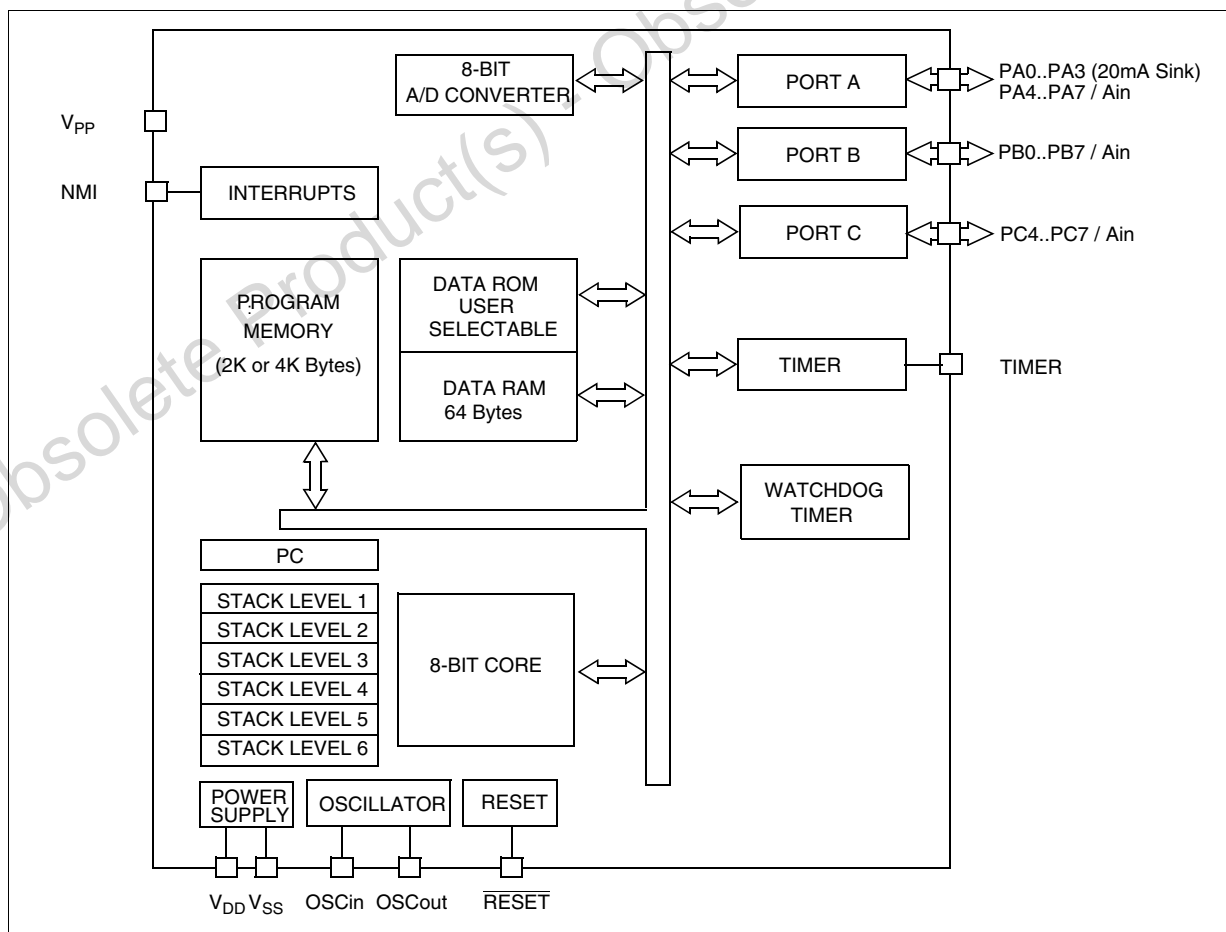 Obsolete Product(s) - Obso
8-BIT
A/D CONVERTER
PORT A
PA0..PA3 (20mA Sink)
PA4..PA7 / Ain
VPP
PORT B
PB0..PB7 / Ain
NMI
INTERRUPTS
PORT C
PC4..PC7 / Ain
PROGRAM
:
MEMORY
(2K or 4K Bytes)
DATA ROM
USER
SELECTABLE
DATA RAM
64 Bytes
TIMER
TIMER
WATCHDOG
TIMER
PC
STACK LEVEL 1
STACK LEVEL 2
STACK LEVEL 3
STACK LEVEL 4
STACK LEVEL 5
STACK LEVEL 6
8-BIT CORE
POWER
SUPPLY
OSCILLATOR
RESET
VDD VSS OSCin OSCout RESET